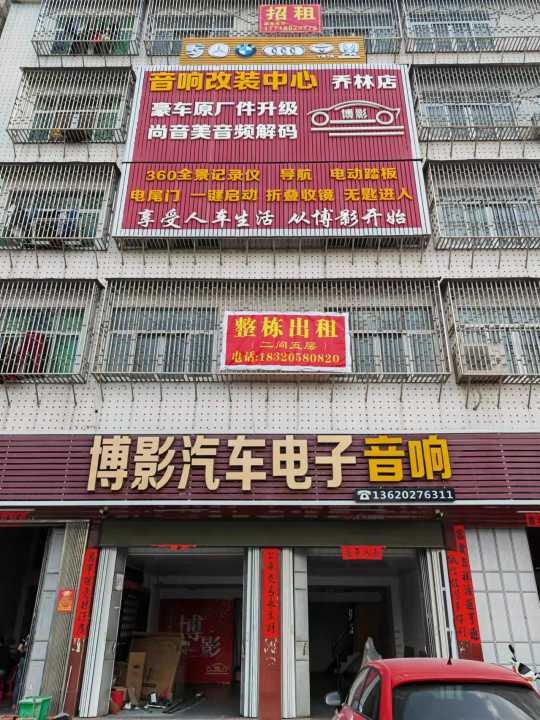 招租
音响改装中心 乔林店
豪车原厂件升级
尚音美音频解码
博影
360全景记录仪 导航 电动踏板
电尾门 一键启动 折叠收镜 无匙进入
享受人车生活 从博影开始
整栋出租
(二间五层)
电话:18320580820
博影汽车电子音响
☎13620276311
博影